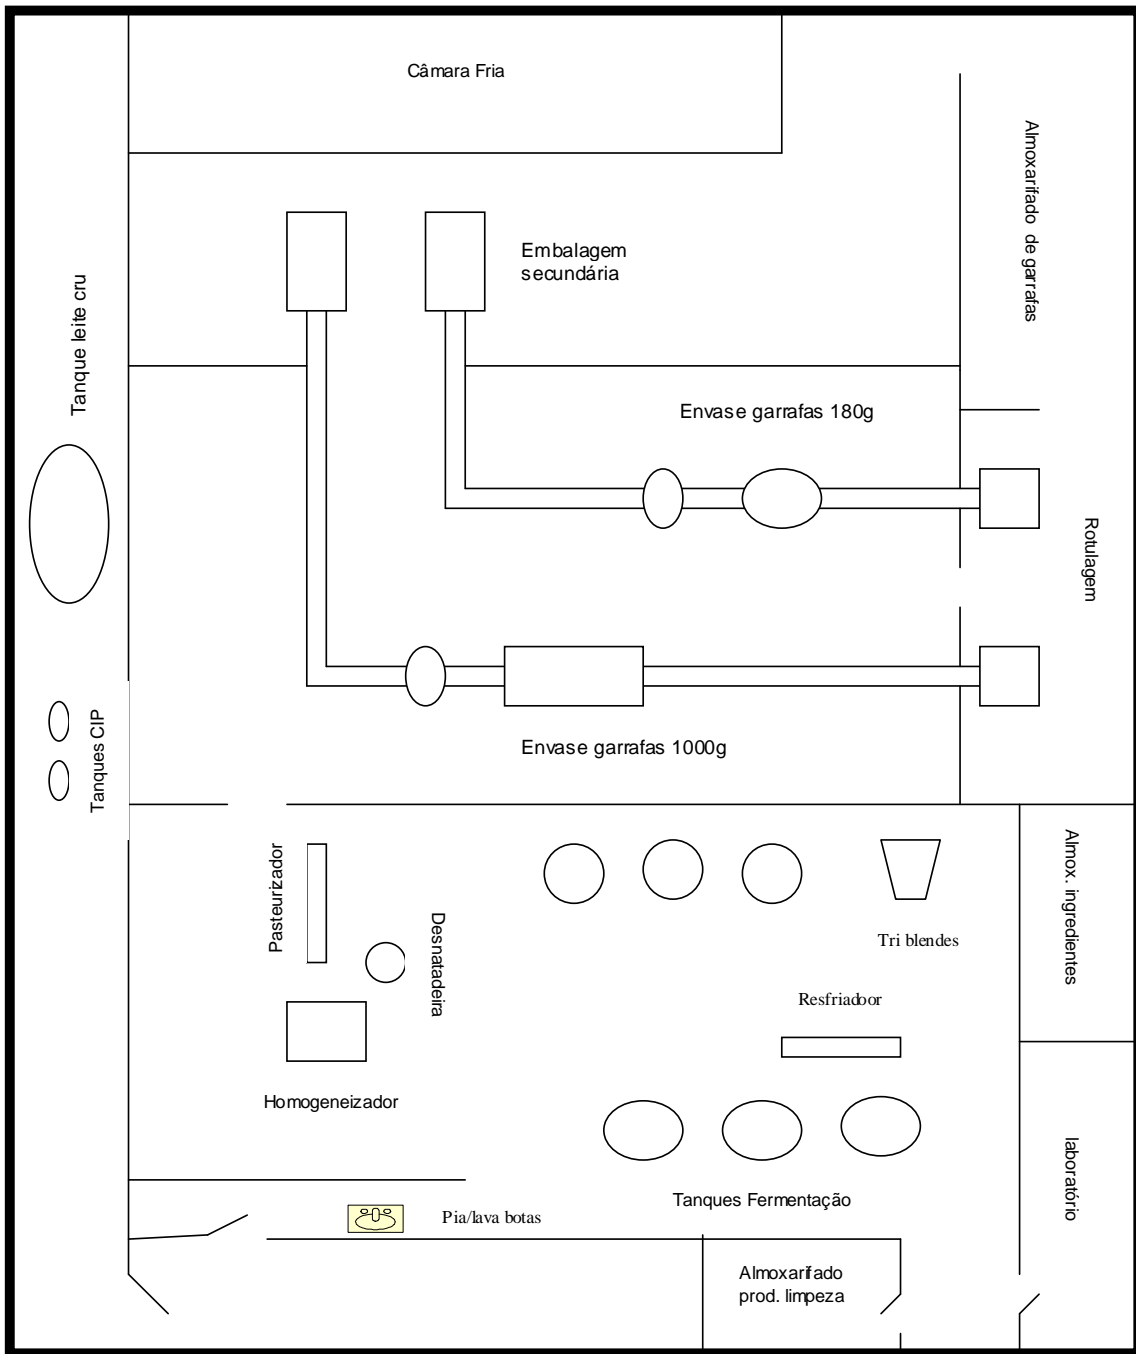 Câmara Fria
Almoxarifado de garrafas
Embalagem
secundária
Tanque leite cru
Envase garrafas 180g
Rotulagem
Tanques CIP
Envase garrafas 1000g
Pasteurizador
Desnatadeira
Tri blendes
Almox. ingredientes
Resfriadoor
Homogeneizador
laboratório
Tanques Fermentação
Pia/lava botas
Almoxarifado
prod. limpeza